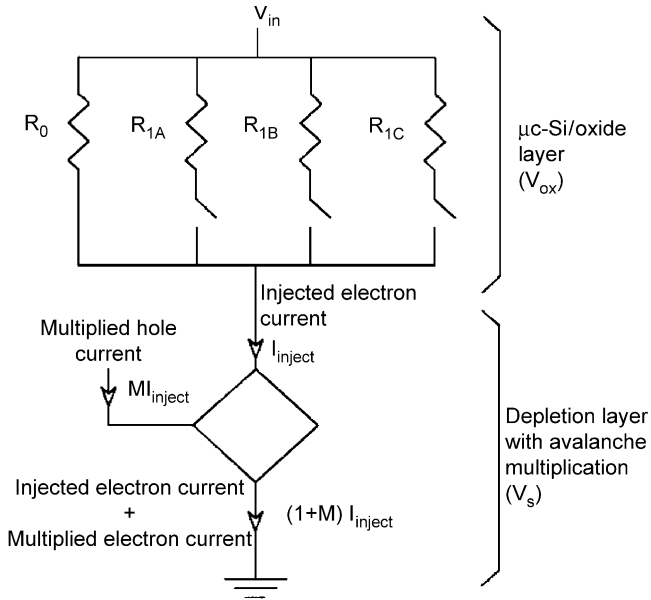 V_in
R_0
R_1A
R_1B
R_1C
μc-Si/oxide
layer
(V_ox)
Injected electron
current
I_inject
Multiplied hole
current
MI_inject
Depletion layer
with avalanche
multiplication
(V_s)
Injected electron current
+
Multiplied electron current
(1+M) I_inject